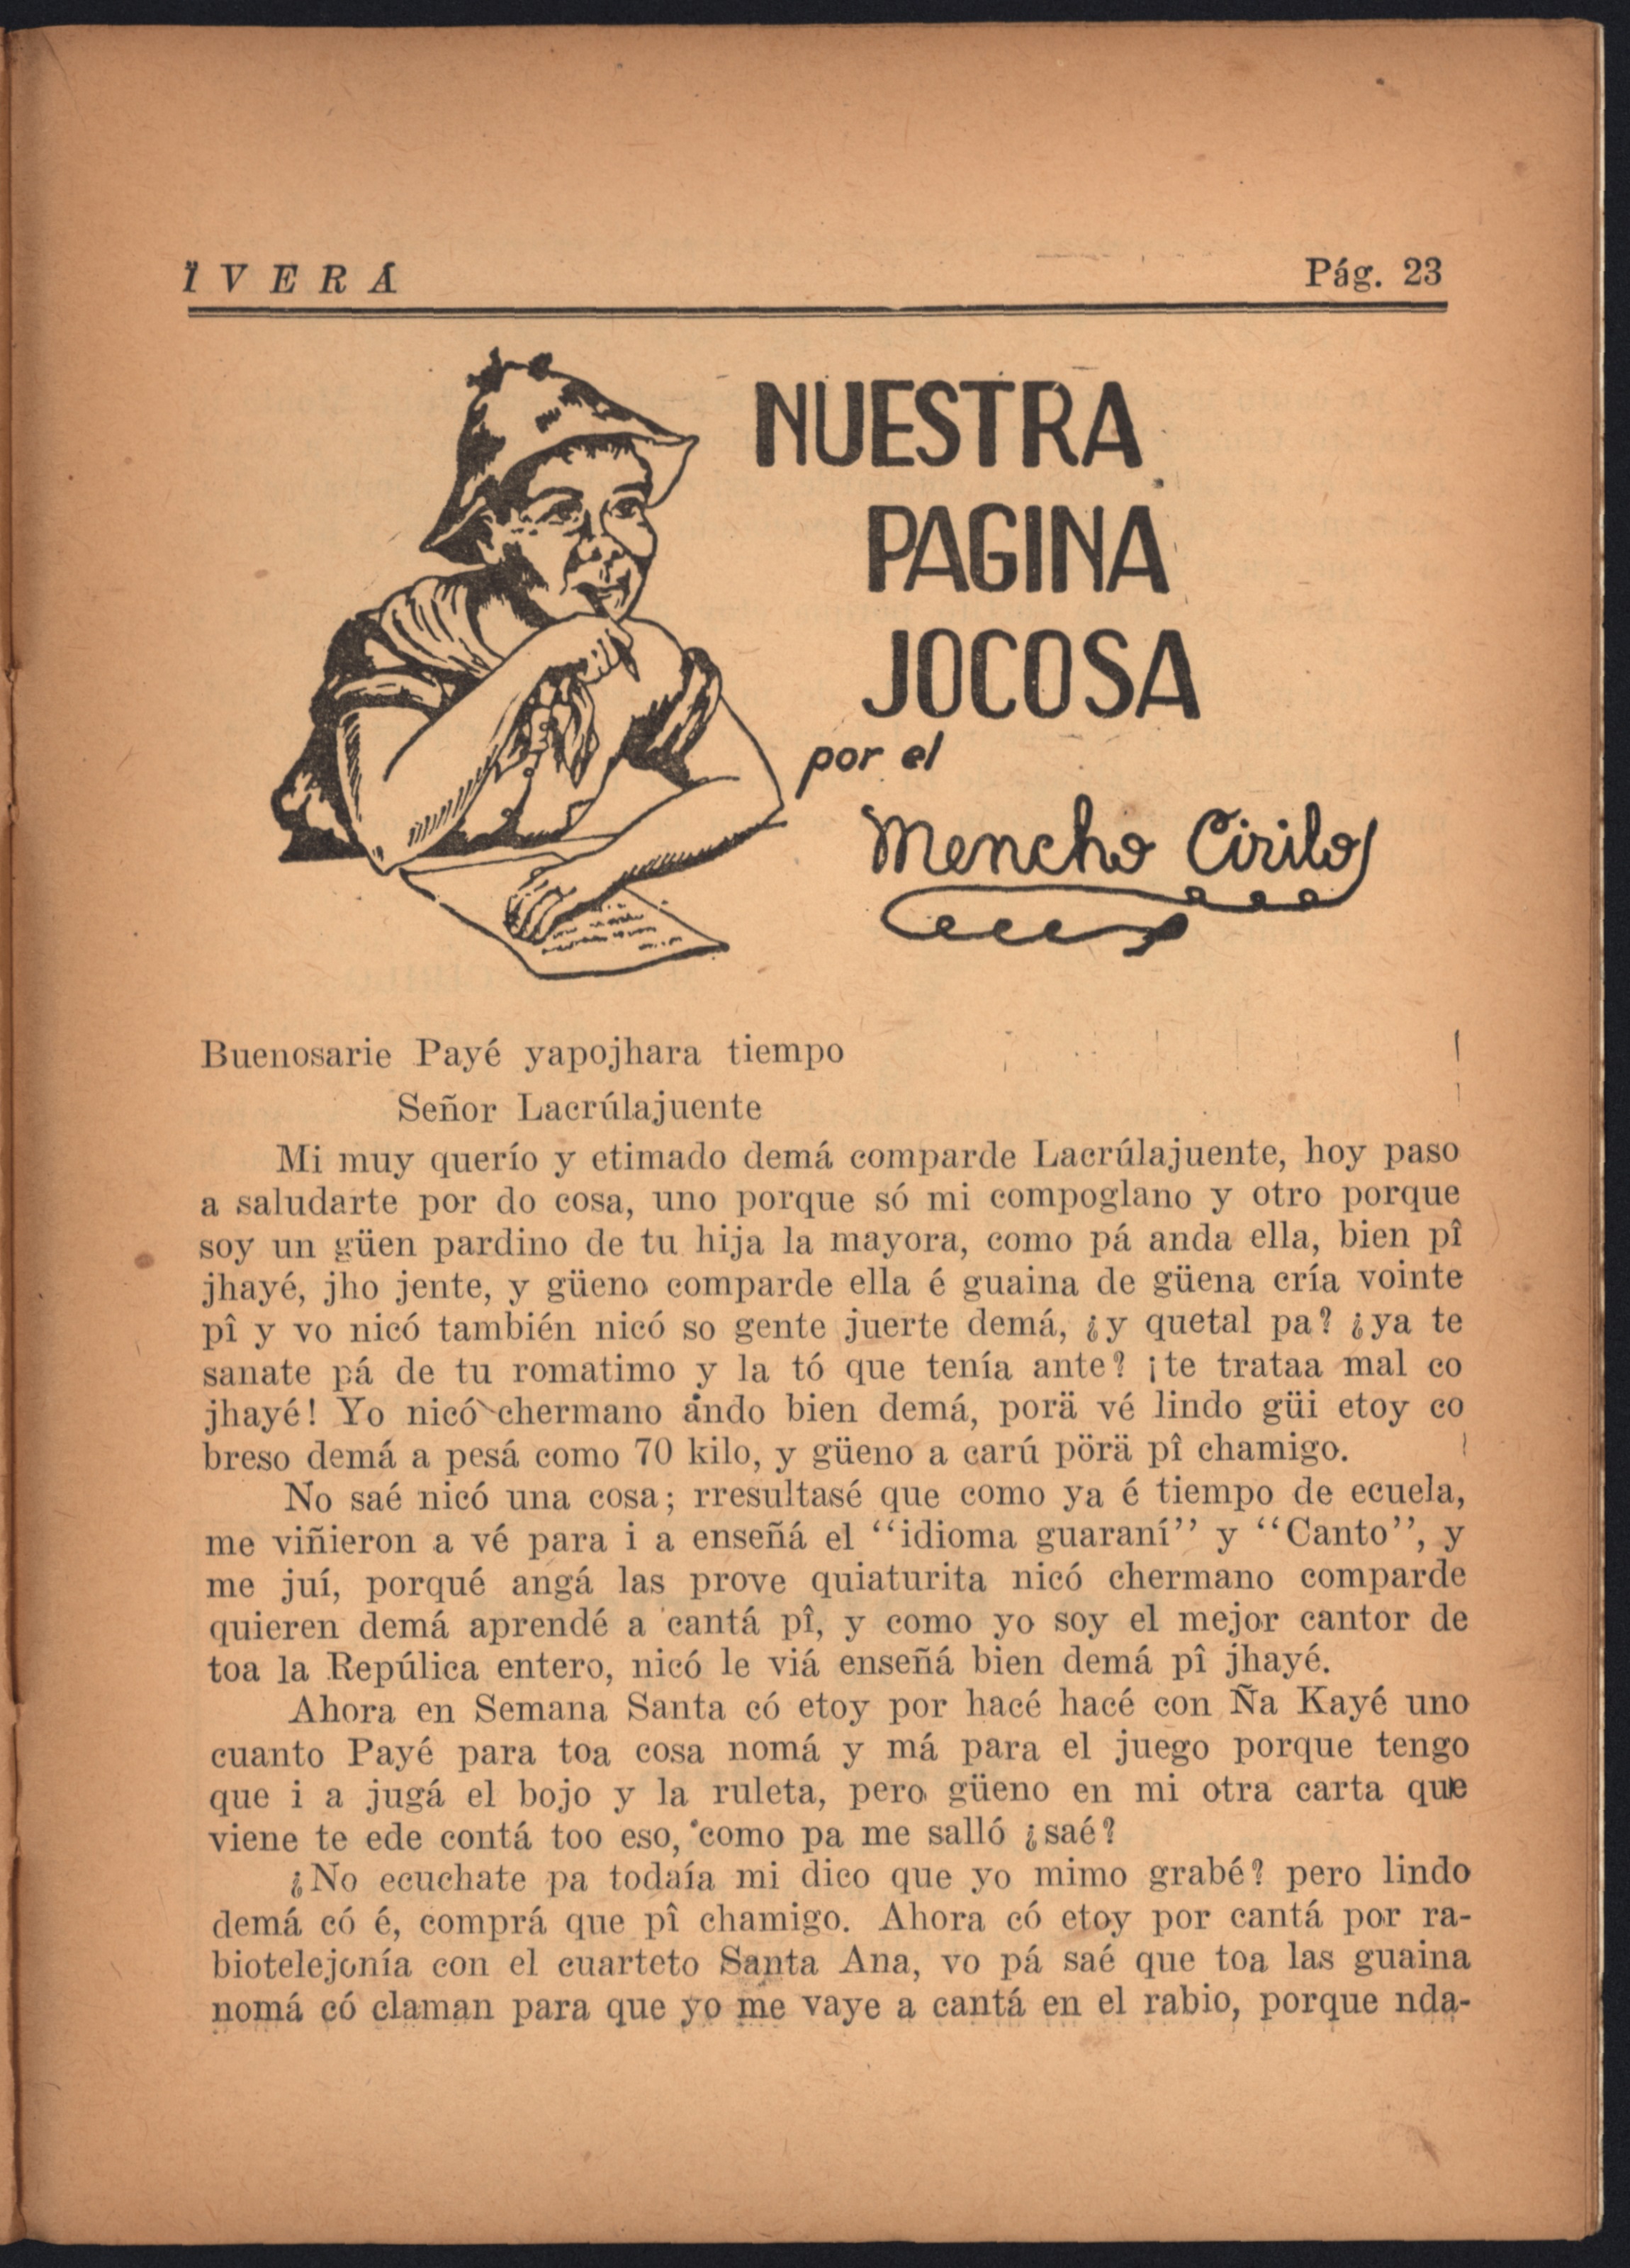 Ï V E R Á
Pág. 23
NUESTRA
PAGINA
JOCOSA
por el
Mencho Cirilo
Buenosarie Payé yapojhara tiempo
Señor Lacrúlajuente
Mi muy querío y etimado demá comparde Lacrúlajuente, hoy paso
a saludarte por do cosa, uno porque só mi compoglano y otro porque
soy un güen pardino de tu hija la mayora, como pá anda ella, bien pî
jhayé, jho jente, y güeno comparde ella é guaina de güena cría vointe
pî y vo nicó también nicó so gente juerte demá, ¿y quetal pa? ¿ya te
sanate pá de tu romatimo y la tó que tenía ante? ¡te trataa mal co
jhayé! Yo nicó chermano ando bien demá, porä vé lindo güi etoy co
breso demá a pesá como 70 kilo, y güeno a carú pörä pî chamigo.
No saé nicó una cosa; rresultasé que como ya é tiempo de ecuela,
me viñieron a vé para i a enseñá el “idioma guaraní” y “Canto”, y
me juí, porqué angá las prove quiaturita nicó chermano comparde
quieren demá aprendé a cantá pî, y como yo soy el mejor cantor de
toa la Repúlica entero, nicó le viá enseñá bien demá pî jhayé.
Ahora en Semana Santa có etoy por hacé hacé con Ña Kayé uno
cuanto Payé para toa cosa nomá y má para el juego porque tengo
que i a jugá el bojo y la ruleta, pero güeno en mi otra carta que
viene te ede contá too eso, como pa me salló ¿saé?
¿No ecuchate pa todaía mi dico que yo mimo grabé? pero lindo
demá có é, comprá que pî chamigo. Ahora có etoy por cantá por ra-
biotelejonía con el cuarteto Santa Ana, vo pá saé que toa las guaina
nomá có claman para que yo me vaye a cantá en el rabio, porque nda-